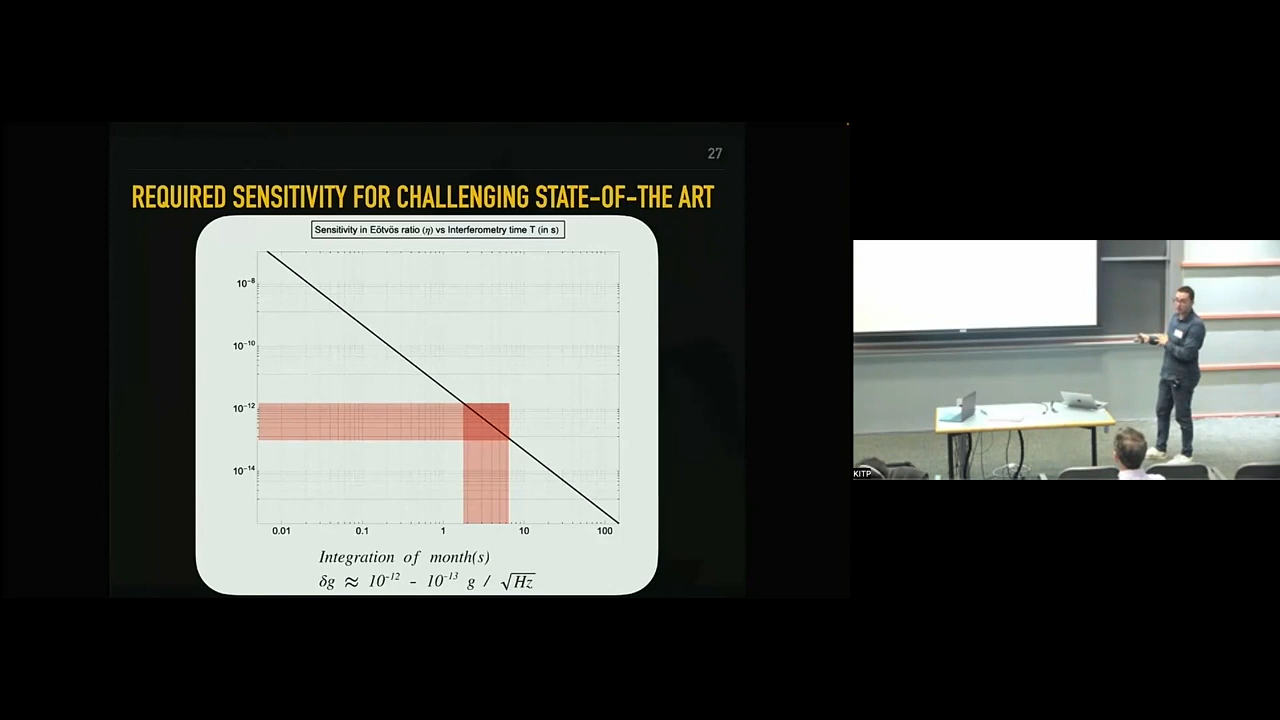 27
REQUIRED SENSITIVITY FOR CHALLENGING STATE-OF-THE ART
Sensitivity in Eötvös ratio (η) vs Interferometry time T (in s)
10⁻⁸
10⁻¹⁰
10⁻¹²
10⁻¹⁴
0.01 0.1 1 10 100
Integration of month(s)
δg ≈ 10⁻¹² - 10⁻¹³ g / √Hz
KITP